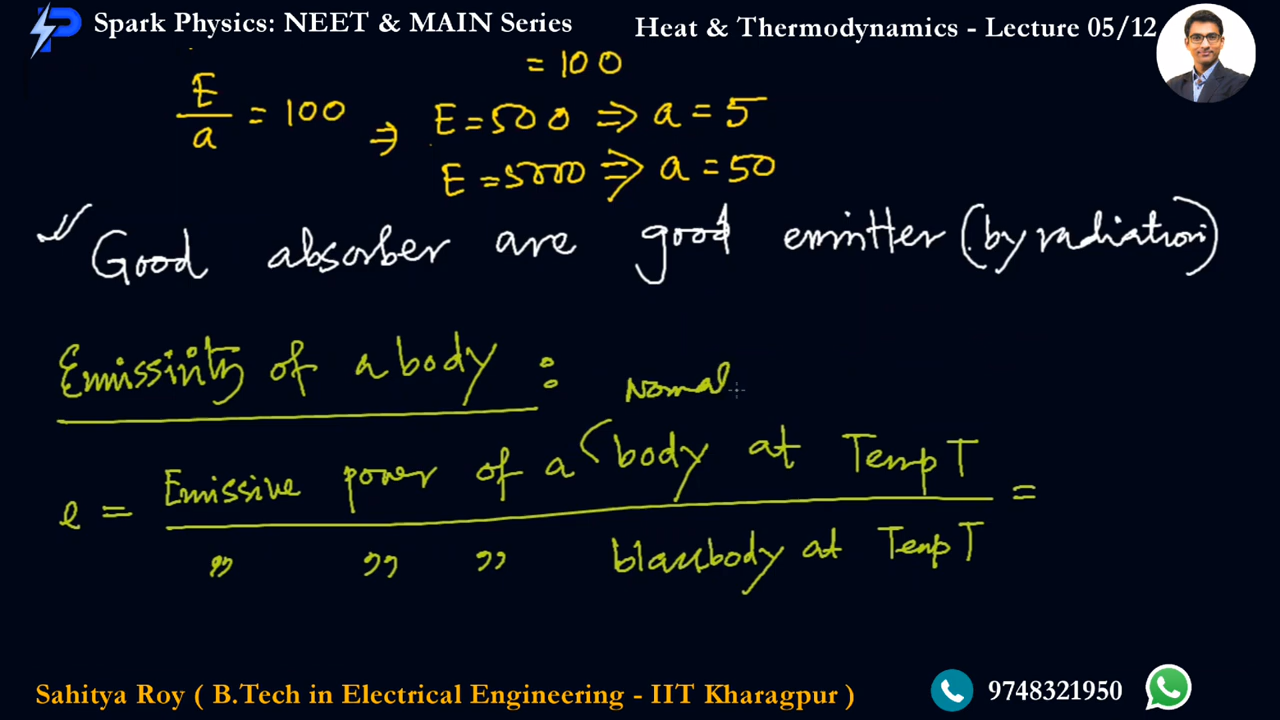 Spark Physics: NEET & MAIN Series
Heat & Thermodynamics - Lecture 05/12
= 100
E/a = 100 ⇒ E = 500 ⇒ a = 5
E = 5000 ⇒ a = 50
Good absorber are good emitter (by radiation)
Emissivity of a body :
Normal
e = Emissive power of a body at Temp T =
" " " blackbody at Temp T
Sahitya Roy ( B.Tech in Electrical Engineering - IIT Kharagpur )
9748321950